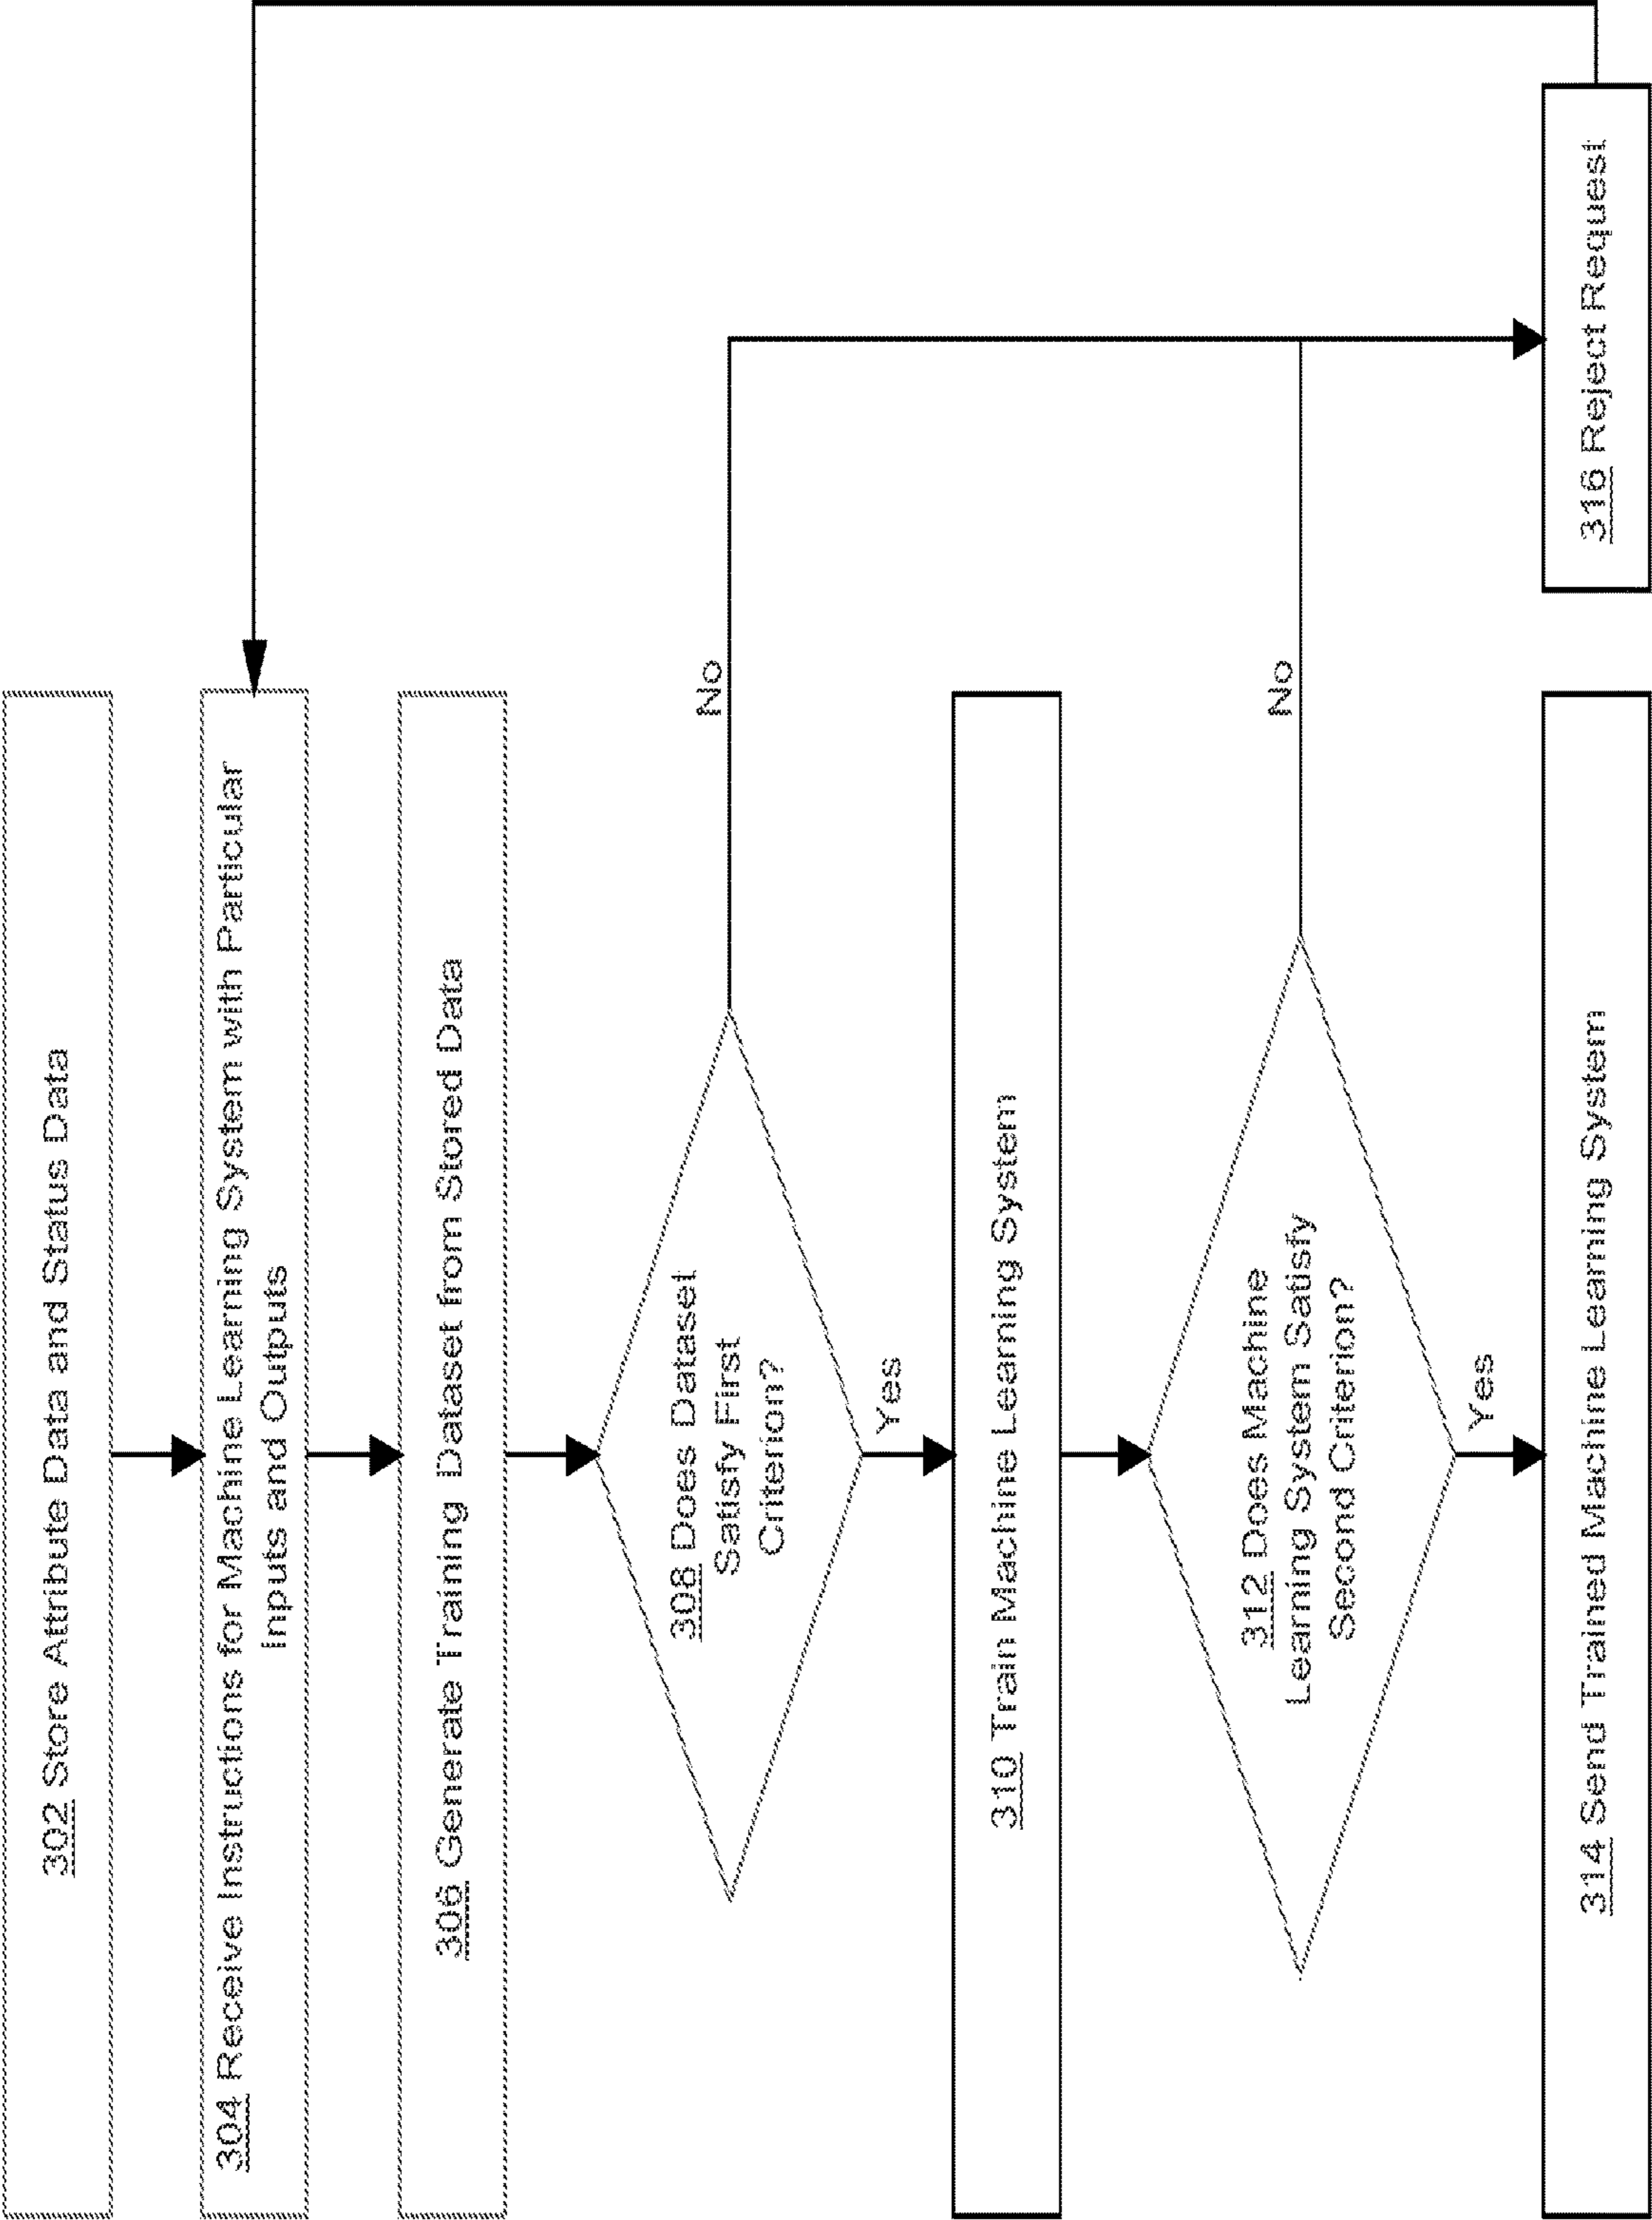 302 Store Attribute Data and Status Data
304 Receive Instructions for Machine Learning System with Particular
Inputs and Outputs
306 Generate Training Dataset from Stored Data
308 Does Dataset
Satisfy First
Criterion?
No
Yes
310 Train Machine Learning System
312 Does Machine
Learning System Satisfy
Second Criterion?
No
Yes
314 Send Trained Machine Learning System
316 Reject Request